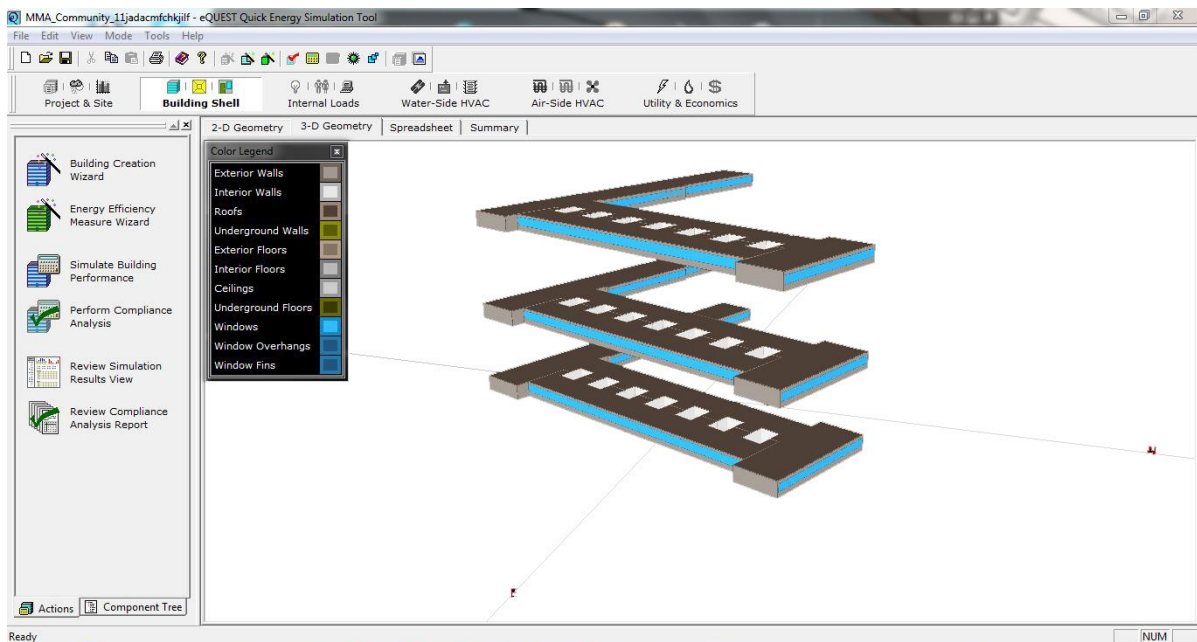 MMA_Community_11jadacmfchkjilf - eQUEST Quick Energy Simulation Tool
File Edit View Mode Tools Help
Project & Site Building Shell Internal Loads Water-Side HVAC Air-Side HVAC Utility & Economics
2-D Geometry 3-D Geometry Spreadsheet Summary
Building Creation
Wizard
Energy Efficiency
Measure Wizard
Simulate Building
Performance
Perform Compliance
Analysis
Review Simulation
Results View
Review Compliance
Analysis Report
Actions Component Tree
Color Legend
Exterior Walls
Interior Walls
Roofs
Underground Walls
Exterior Floors
Interior Floors
Ceilings
Underground Floors
Windows
Window Overhangs
Window Fins
Ready NUM